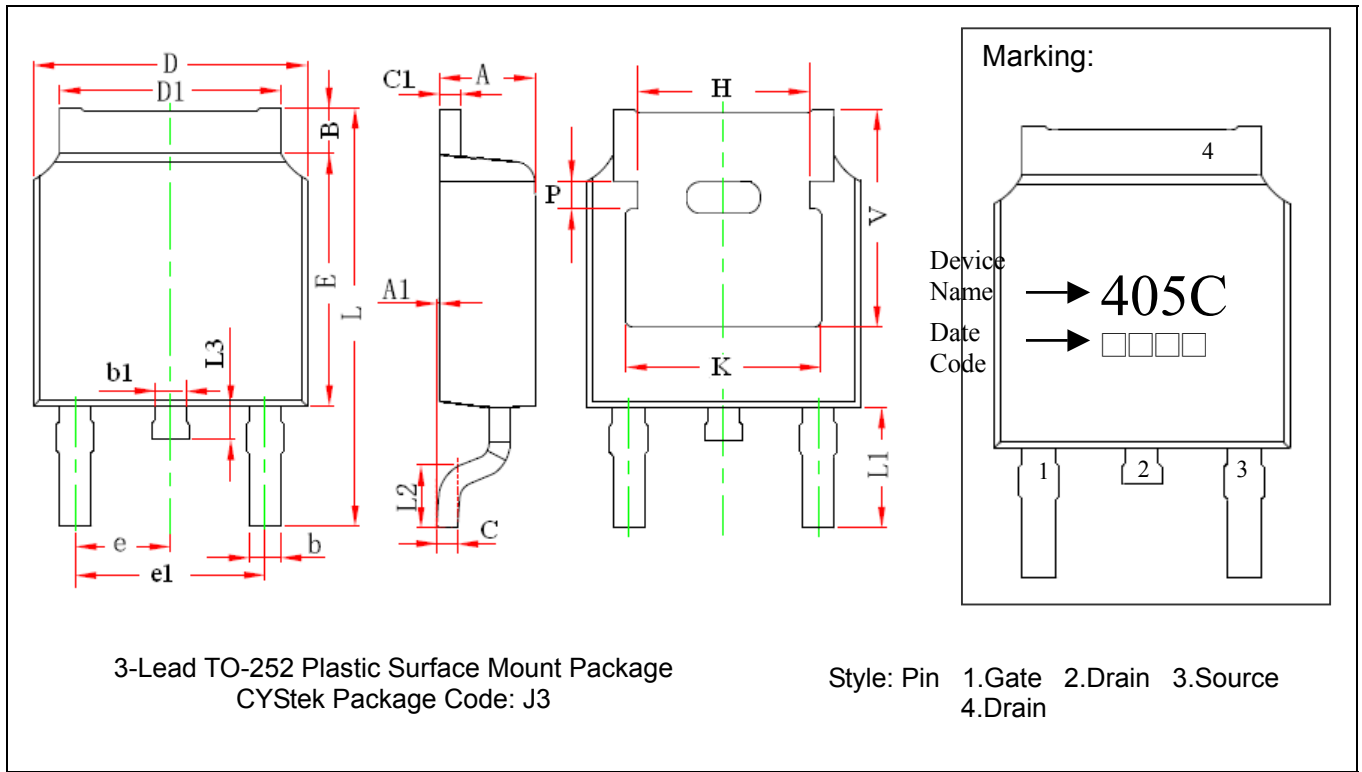 D
D1
B
E
L
L3
b1
e
e1
b
C1
A
A1
L2
C
H
P
V
K
L1
Marking:
4
Device
Name
405C
Date
Code
□□□□
1
2
3
3-Lead TO-252 Plastic Surface Mount Package
CYStek Package Code: J3
Style: Pin 1.Gate 2.Drain 3.Source
4.Drain